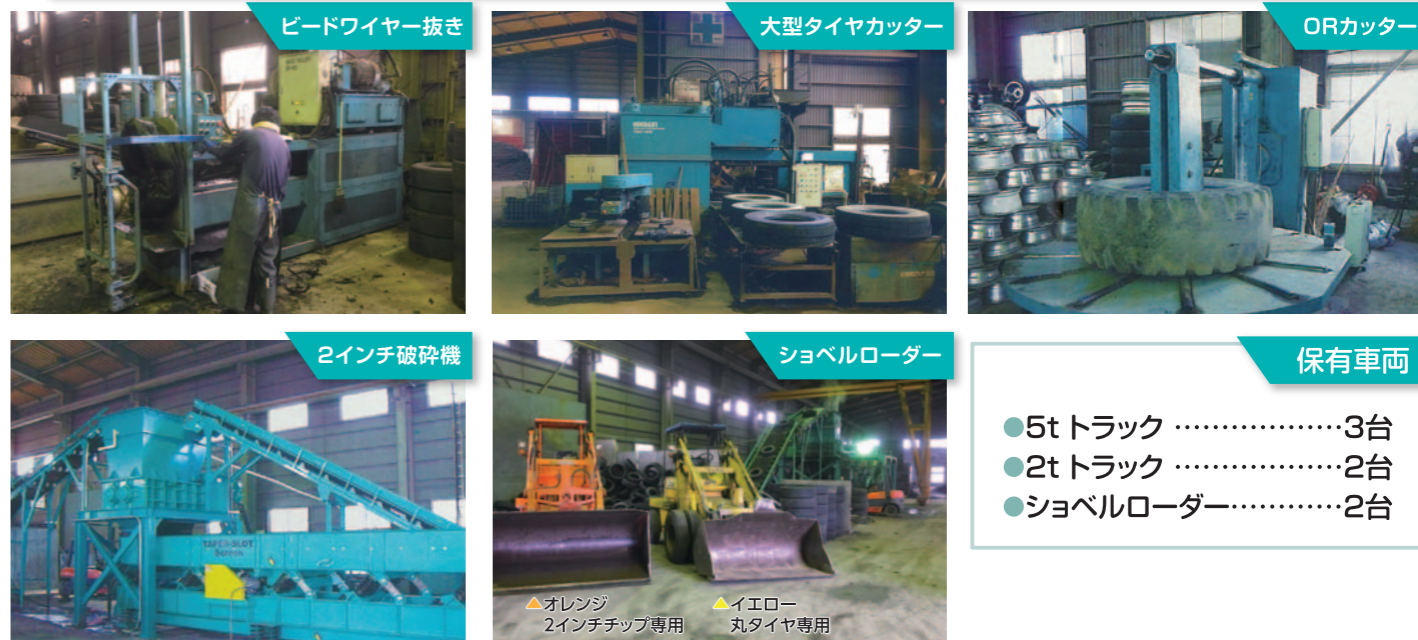 ビードワイヤー抜き
大型タイヤカッター
ORカッター
2インチ破砕機
TAPER-SLOT
Screen
ショベルローダー
▲オレンジ
2インチチップ専用
▲イエロー
丸タイヤ専用
保有車両
●5t トラック ………………3台
●2t トラック ………………2台
●ショベルローダー…………2台